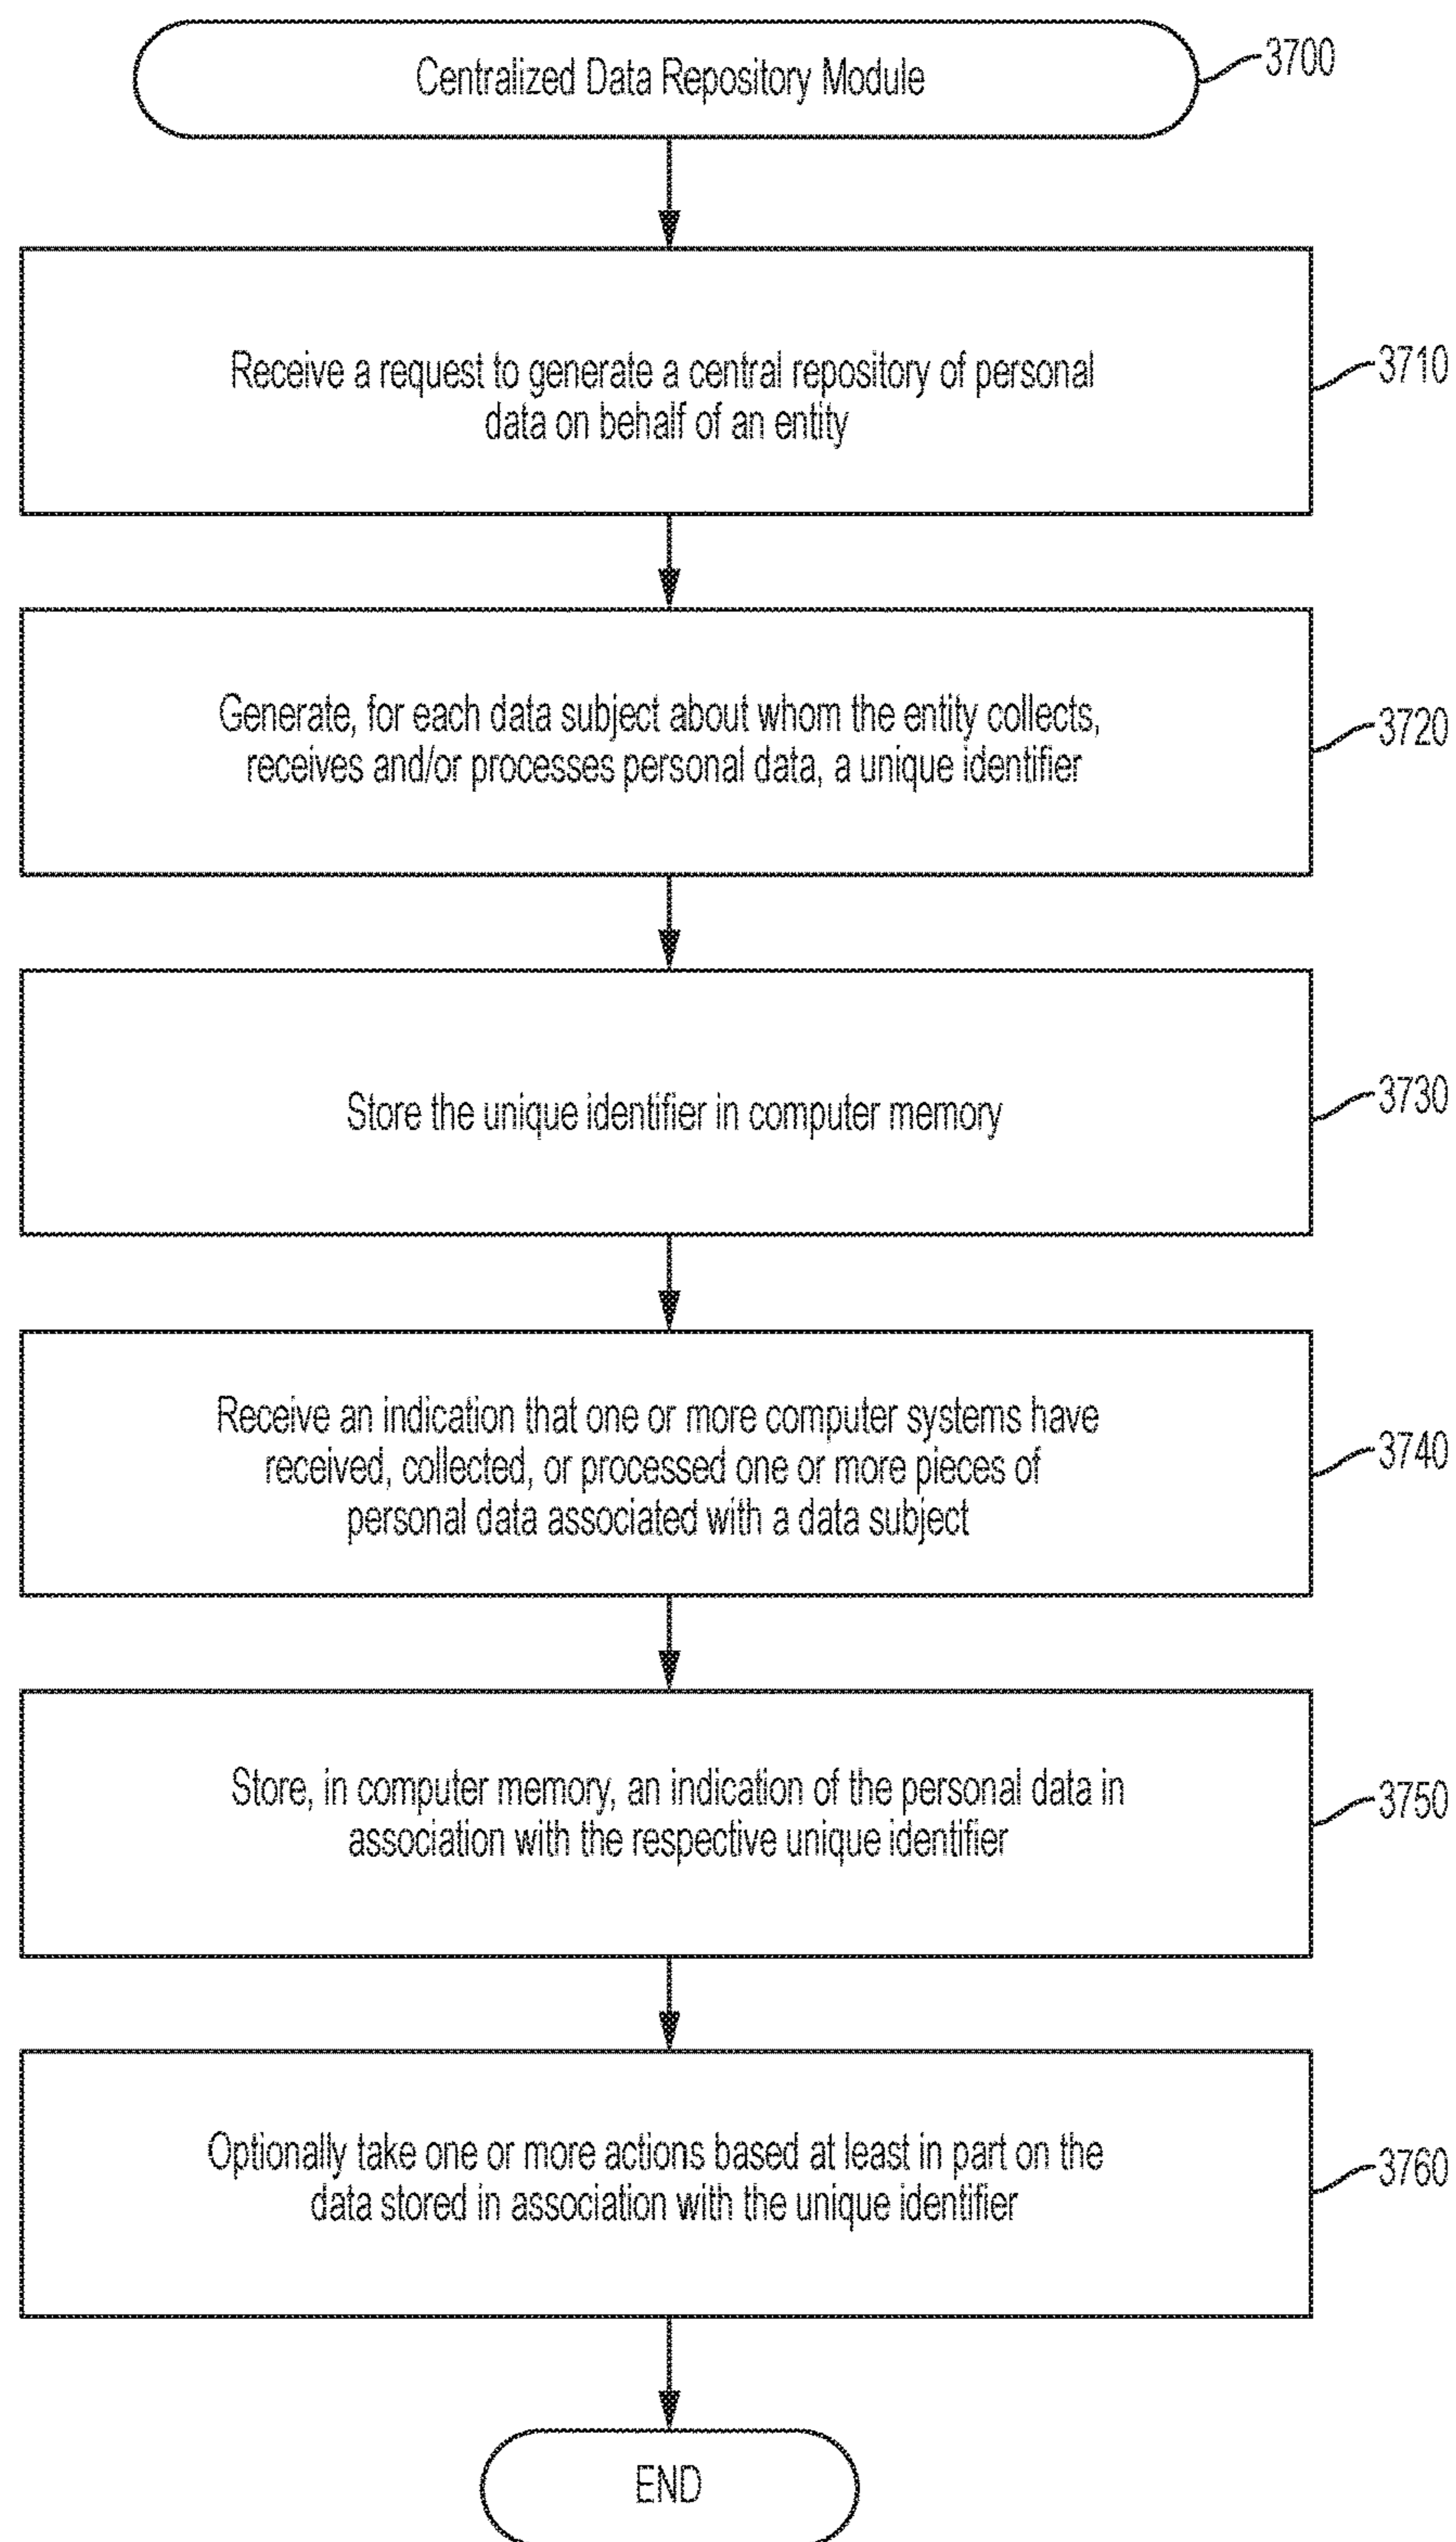 Centralized Data Repository Module
3700
Receive a request to generate a central repository of personal
data on behalf of an entity
3710
Generate, for each data subject about whom the entity collects,
receives and/or processes personal data, a unique identifier
3720
Store the unique identifier in computer memory
3730
Receive an indication that one or more computer systems have
received, collected, or processed one or more pieces of
personal data associated with a data subject
3740
Store, in computer memory, an indication of the personal data in
association with the respective unique identifier
3750
Optionally take one or more actions based at least in part on the
data stored in association with the unique identifier
3760
END